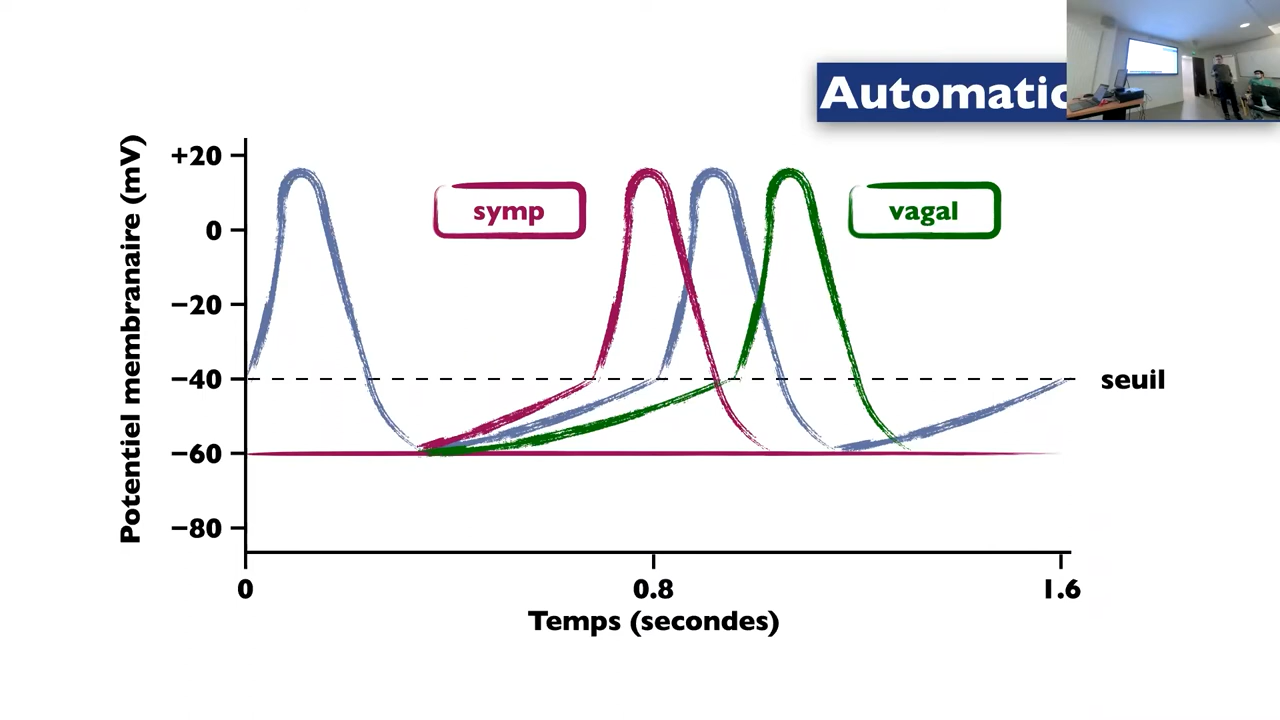 Automatic
Potentiel membranaire (mV)
+20
0
−20
−40
−60
−80
symp
vagal
seuil
0
0.8
1.6
Temps (secondes)